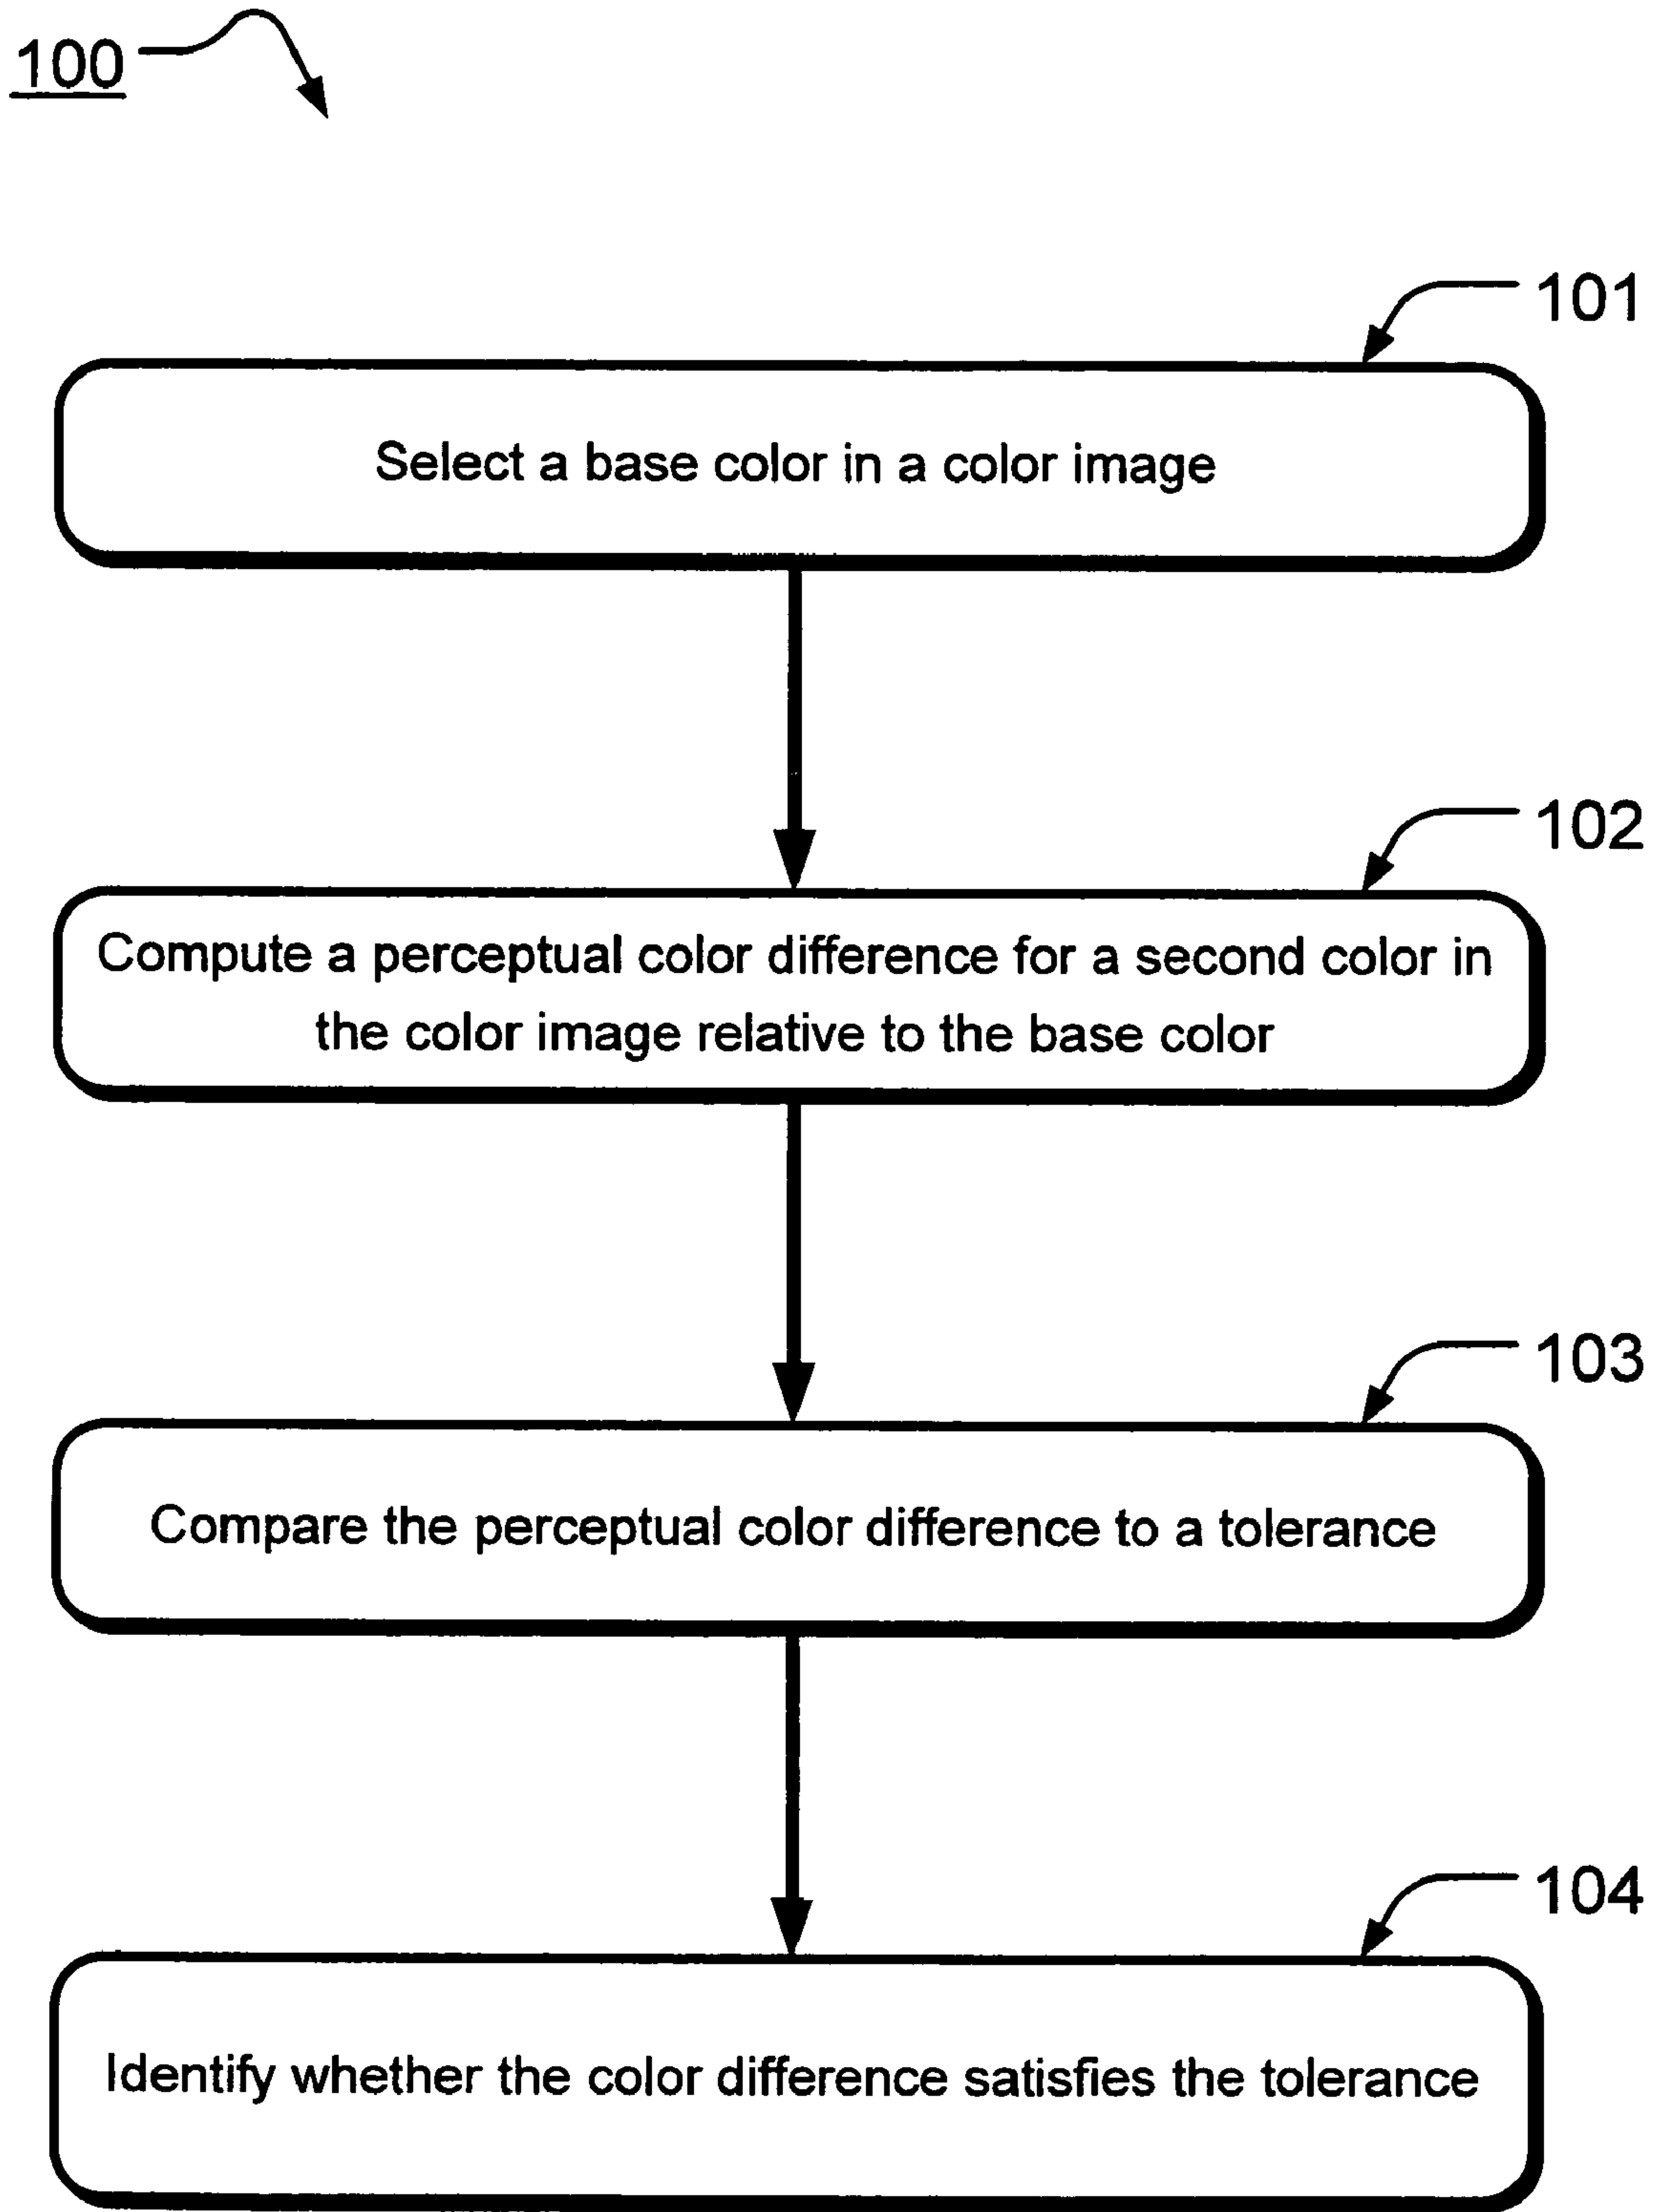 100
101
Select a base color in a color image
102
Compute a perceptual color difference for a second color in
the color image relative to the base color
103
Compare the perceptual color difference to a tolerance
104
Identify whether the color difference satisfies the tolerance